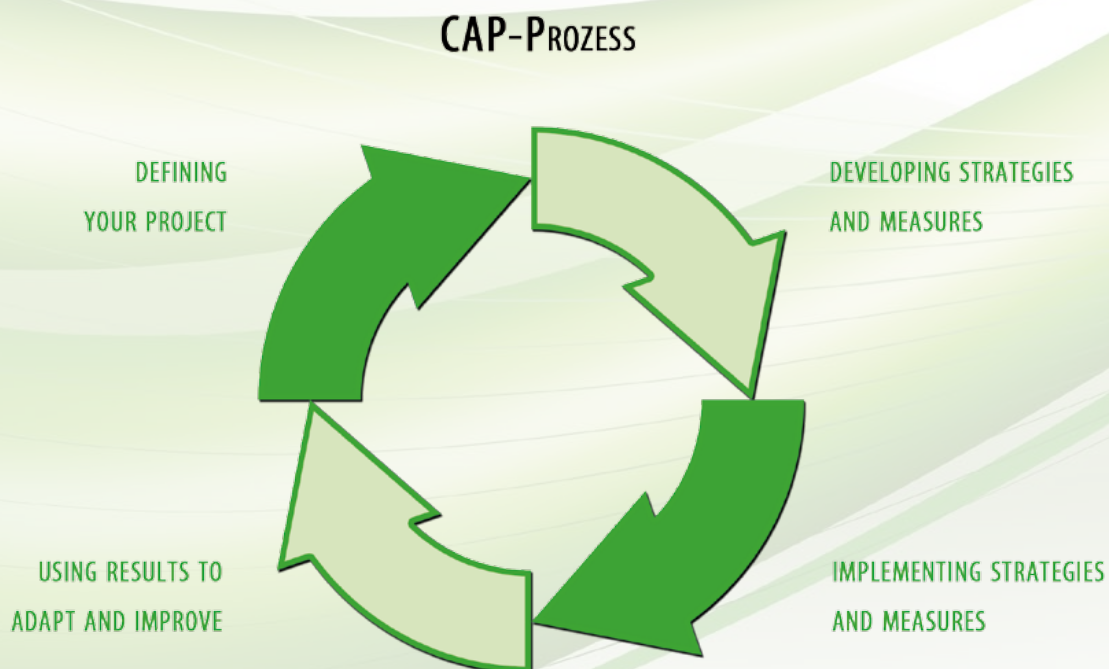 CAP-PROZESS
DEFINING
YOUR PROJECT
DEVELOPING STRATEGIES
AND MEASURES
USING RESULTS TO
ADAPT AND IMPROVE
IMPLEMENTING STRATEGIES
AND MEASURES